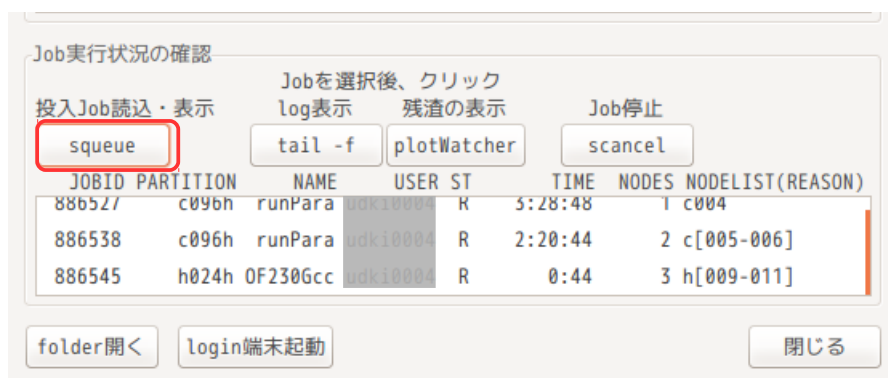 Job実行状況の確認
Jobを選択後、クリック
投入Job読込・表示 log表示 残渣の表示 Job停止
squeue tail -f plotWatcher scancel
JOBID PARTITION NAME USER ST TIME NODES NODELIST(REASON)
886527 c096h runPara udki0004 R 3:28:48 1 c004
886538 c096h runPara udki0004 R 2:20:44 2 c[005-006]
886545 h024h OF230Gcc udki0004 R 0:44 3 h[009-011]
folder開く login端末起動 閉じる